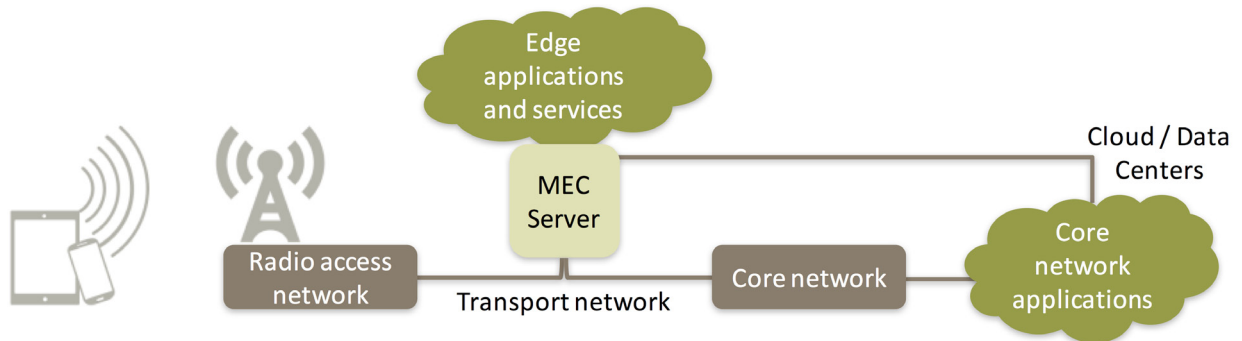 Edge
applications
and services
Cloud / Data
Centers
MEC
Server
Core
network
applications
Radio access
network
Transport network
Core network